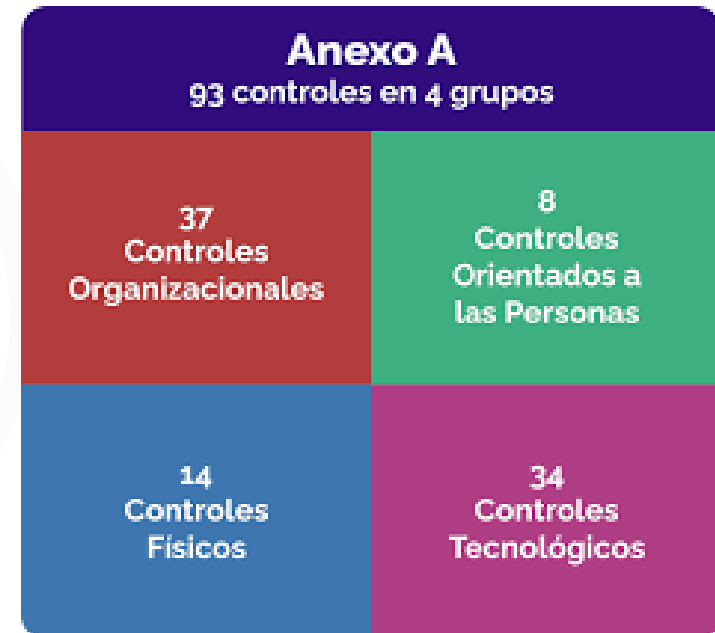 Anexo A
93 controles en 4 grupos
37
Controles
Organizacionales
8
Controles
Orientados a
las Personas
14
Controles
Físicos
34
Controles
Tecnológicos